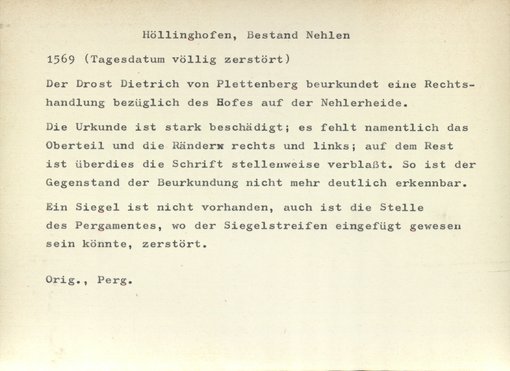 Höllinghofen, Bestand Nehlen
1569 (Tagesdatum völlig zerstört)
Der Drost Dietrich von Plettenberg beurkundet eine Rechts-
handlung bezüglich des Hofes auf der Nehlerheide.
Die Urkunde ist stark beschädigt; es fehlt namentlich das
Oberteil und die Ränder rechts und links; auf dem Rest
ist überdies die Schrift stellenweise verblaßt. So ist der
Gegenstand der Beurkundung nicht mehr deutlich erkennbar.
Ein Siegel ist nicht vorhanden, auch ist die Stelle
des Pergamentes, wo der Siegelstreifen eingefügt gewesen
sein könnte, zerstört.
Orig., Perg.